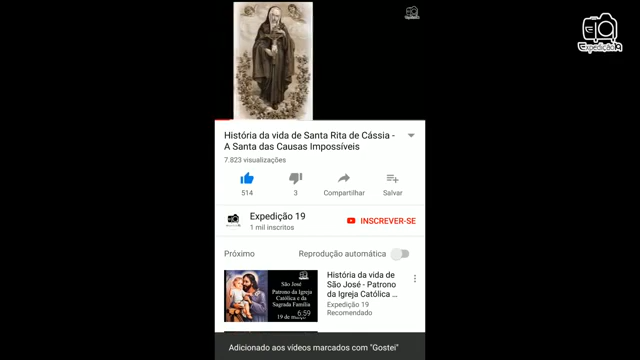 Expedição 19
História da vida de Santa Rita de Cássia -
A Santa das Causas Impossíveis
7.823 visualizações
514
3
Compartilhar
Salvar
Expedição 19
1 mil inscritos
INSCREVER-SE
Próximo
Reprodução automática
São José
Patrono da Igreja
Católica e da
Sagrada Família
19 de março
6:59
História da vida de
São José - Patrono
da Igreja Católica ...
Expedição 19
Recomendado
Adicionado aos vídeos marcados com "Gostei"